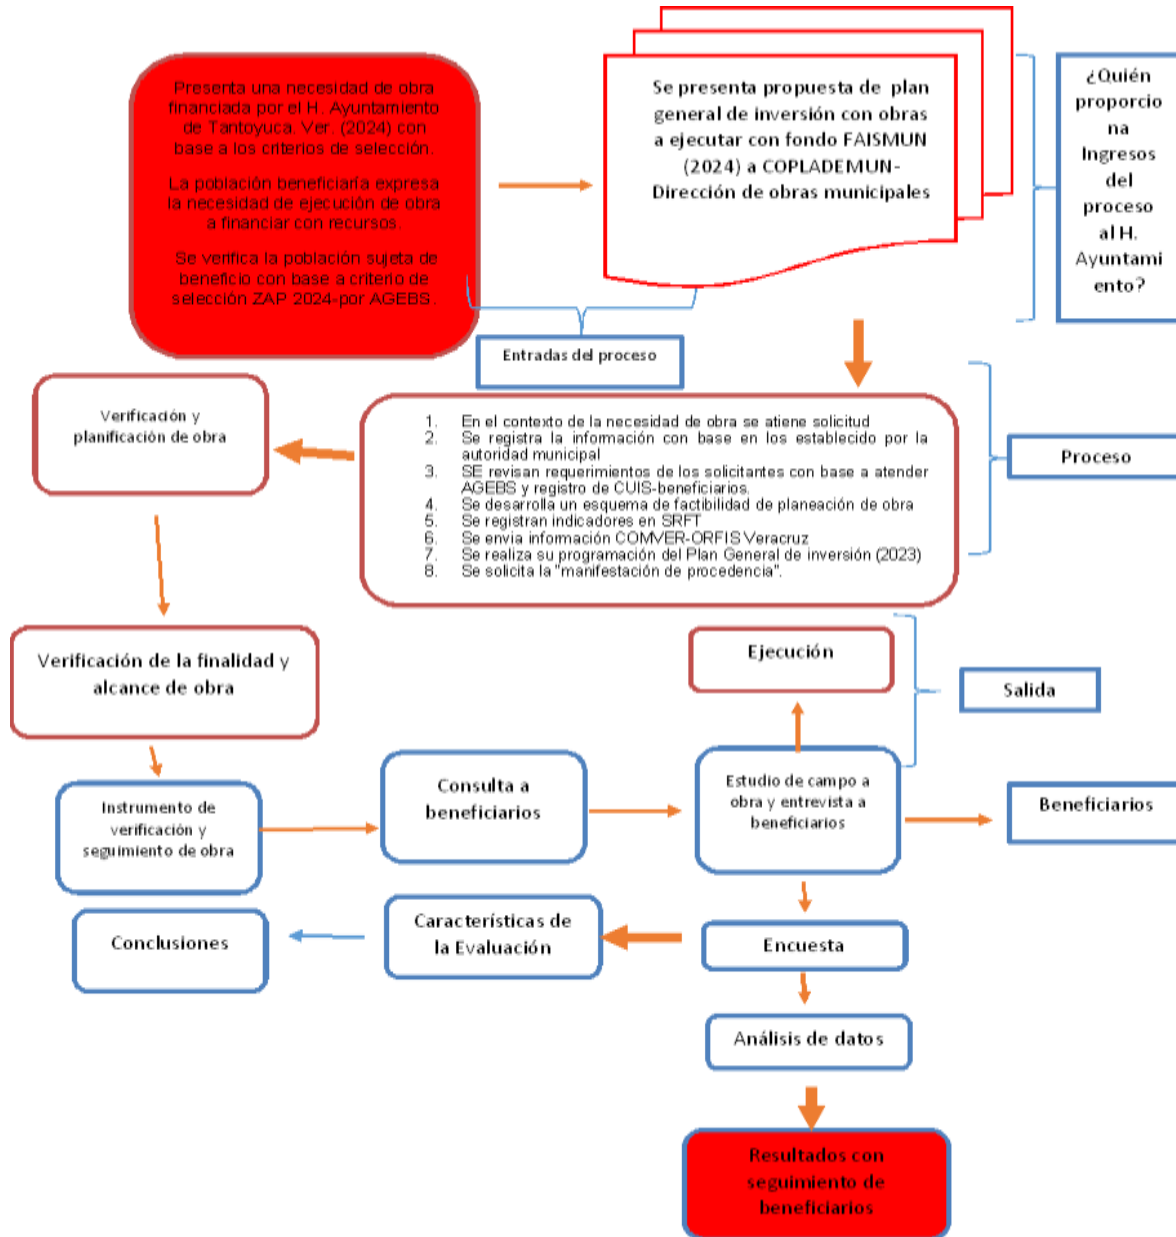 Presenta una necesidad de obra
financiada por el H. Ayuntamiento
de Tantoyuca. Ver. (2024) con
base a los criterios de selección.
La población beneficiaría expresa
la necesidad de ejecución de obra
a financiar con recursos.
Se verifica la población sujeta de
beneficio con base a criterio de
selección ZAP 2024-por AGEBS.
Se presenta propuesta de plan
general de inversión con obras
a ejecutar con fondo FAISMUN
(2024) a COPLADEMUN-
Dirección de obras municipales
¿Quién
proporcio
na
Ingresos
del
proceso
al H.
Ayuntami
ento?
Entradas del proceso
Verificación y
planificación de obra
1. En el contexto de la necesidad de obra se atiene solicitud
2. Se registra la información con base en los establecido por la
autoridad municipal
3. SE revisan requerimientos de los solicitantes con base a atender
AGEBS y registro de CUIS-beneficiarios.
4. Se desarrolla un esquema de factibilidad de planeación de obra
5. Se registran indicadores en SRFT
6. Se envia información COMVER-ORFIS Veracruz
7. Se realiza su programación del Plan General de inversión (2023)
8. Se solicita la "manifestación de procedencia".
Proceso
Verificación de la finalidad y
alcance de obra
Ejecución
Salida
Instrumento de
verificación y
seguimiento de obra
Consulta a
beneficiarios
Estudio de campo a
obra y entrevista a
beneficiarios
Beneficiarios
Conclusiones
Características de
la Evaluación
Encuesta
Análisis de datos
Resultados con
seguimiento de
beneficiarios